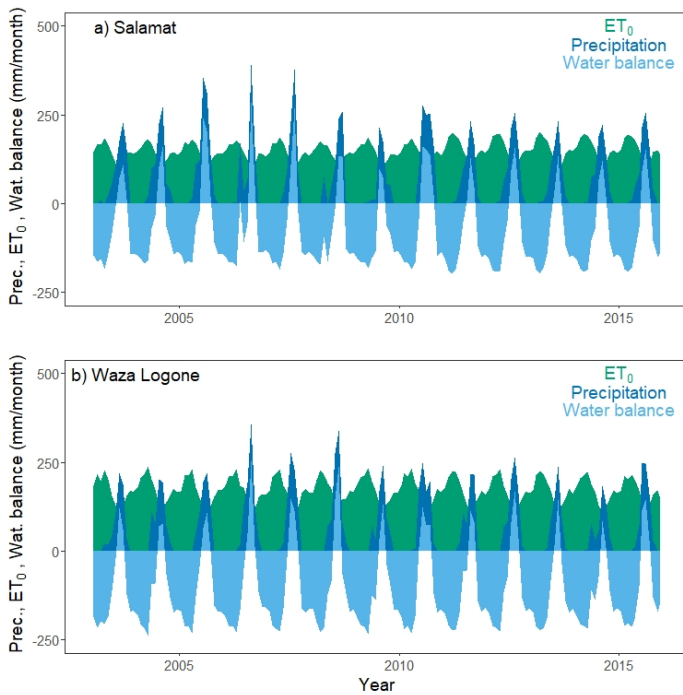 Prec., ET₀ , Wat. balance (mm/month)
500
250
0
-250
a) Salamat
ET₀
Precipitation
Water balance
2005
2010
2015
Prec., ET₀ , Wat. balance (mm/month)
500
250
0
-250
b) Waza Logone
ET₀
Precipitation
Water balance
2005
2010
2015
Year